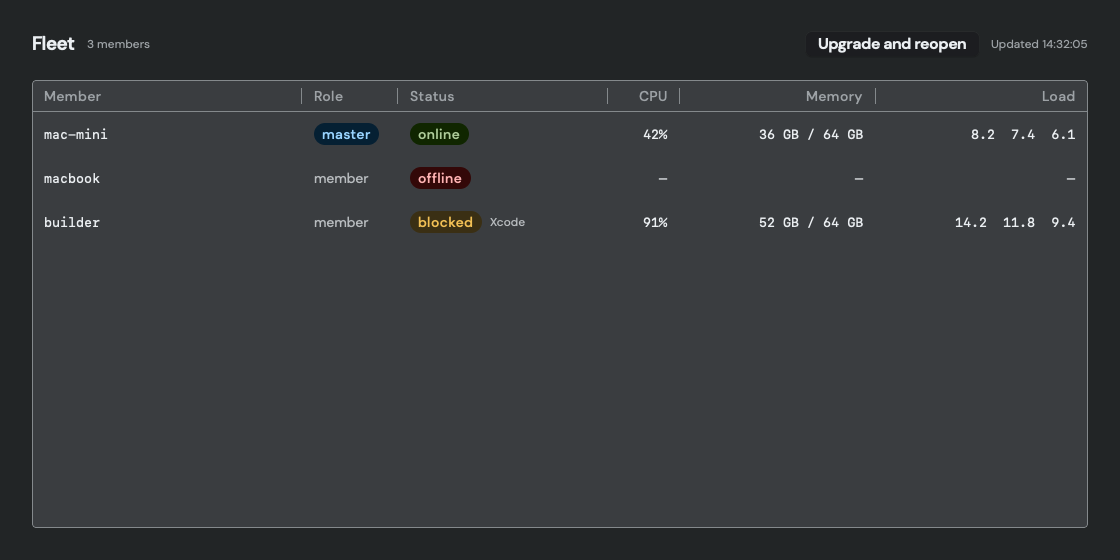 Fleet 3 members Upgrade and reopen Updated 14:32:05
Member Role Status CPU Memory Load
mac-mini master online 42% 36 GB / 64 GB 8.2 7.4 6.1
macbook member offline — — —
builder member blocked Xcode 91% 52 GB / 64 GB 14.2 11.8 9.4